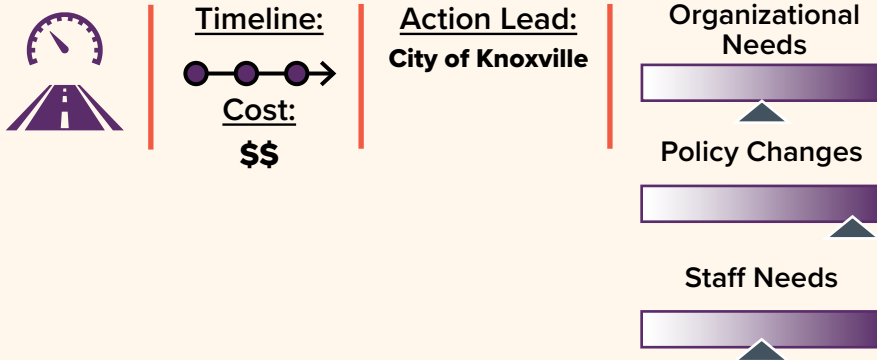 Timeline:
Cost:
$$
Action Lead:
City of Knoxville
Organizational
Needs
Policy Changes
Staff Needs